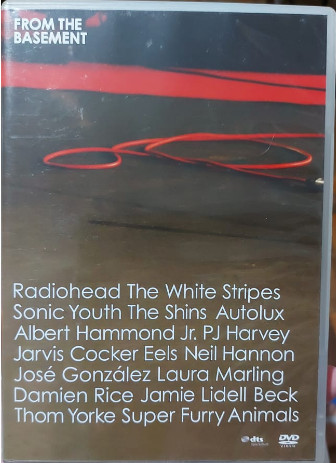 FROM THE
BASEMENT
Radiohead The White Stripes
Sonic Youth The Shins Autolux
Albert Hammond Jr. PJ Harvey
Jarvis Cocker Eels Neil Hannon
José González Laura Marling
Damien Rice Jamie Lidell Beck
Thom Yorke Super Furry Animals
dts DVD
VIDEO